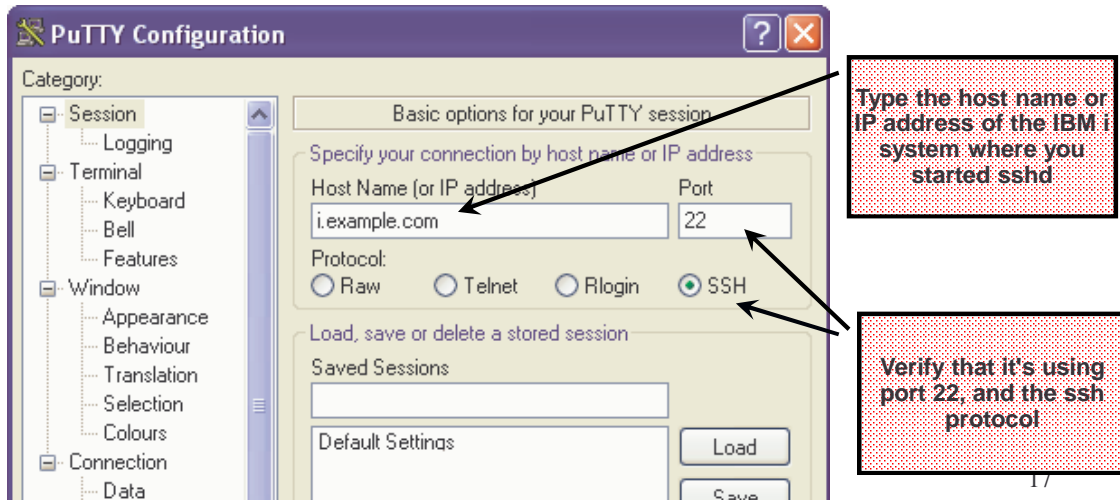 PuTTY Configuration
?
Category:
Session
Logging
Terminal
Keyboard
Bell
Features
Window
Appearance
Behaviour
Translation
Selection
Colours
Connection
Data
Basic options for your PuTTY session
Specify your connection by host name or IP address
Host Name (or IP address)
Port
i.example.com
22
Protocol:
Raw
Telnet
Rlogin
SSH
Load, save or delete a stored session
Saved Sessions
Default Settings
Load
Save
Type the host name or
IP address of the IBM i
system where you
started sshd
Verify that it's using
port 22, and the ssh
protocol
17